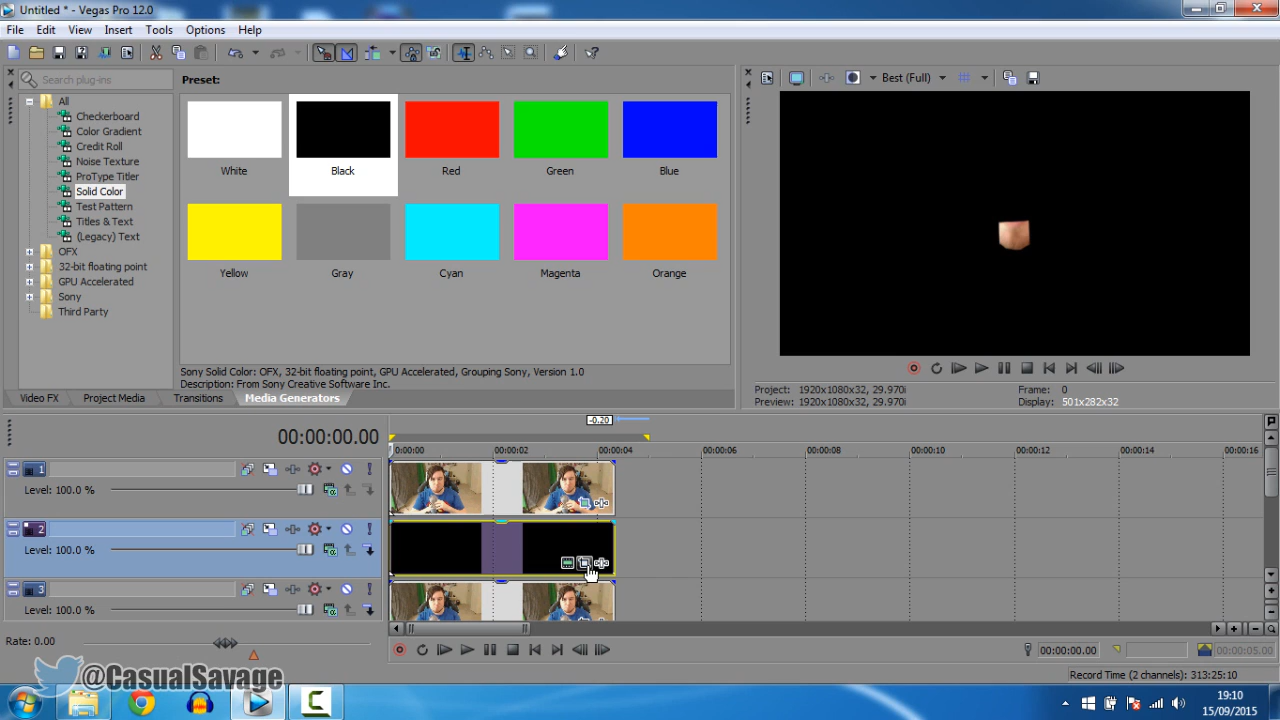 Untitled * - Vegas Pro 12.0
File Edit View Insert Tools Options Help
Search plug-ins
Preset:
Best (Full)
All
Checkerboard
Color Gradient
Credit Roll
Noise Texture
ProType Titler
Solid Color
Test Pattern
Titles & Text
(Legacy) Text
OFX
32-bit floating point
GPU Accelerated
Sony
Third Party
White Black Red Green Blue
Yellow Gray Cyan Magenta Orange
Sony Solid Color: OFX, 32-bit floating point, GPU Accelerated, Grouping Sony, Version 1.0
Description: From Sony Creative Software Inc.
Video FX Project Media Transitions Media Generators
Project: 1920x1080x32, 29.970i Frame: 0
Preview: 1920x1080x32, 29.970i Display: 501x282x32
00:00:00.00
-0.20
00:00:00 00:00:02 00:00:04 00:00:06 00:00:08 00:00:10 00:00:12 00:00:14 00:00:16
1
Level: 100.0 %
2
Level: 100.0 %
3
Level: 100.0 %
Rate: 0.00
00:00:00.00 00:00:05.00
Record Time (2 channels): 313:25:10
@CasualSavage
19:10
15/09/2015